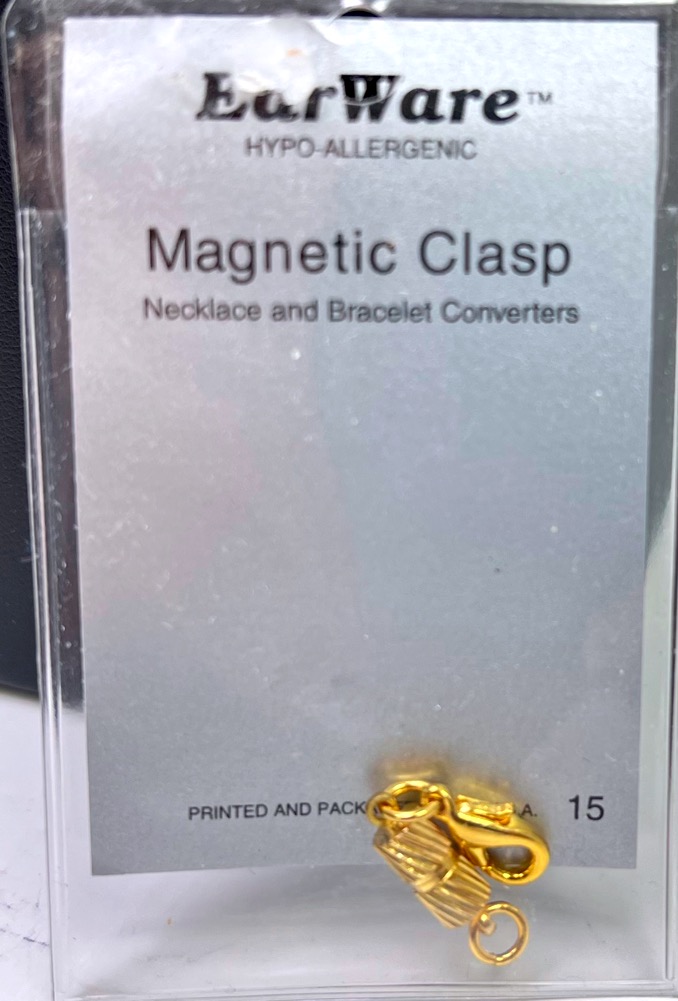 EarWare™
HYPO-ALLERGENIC
Magnetic Clasp
Necklace and Bracelet Converters
PRINTED AND PACK A. 15